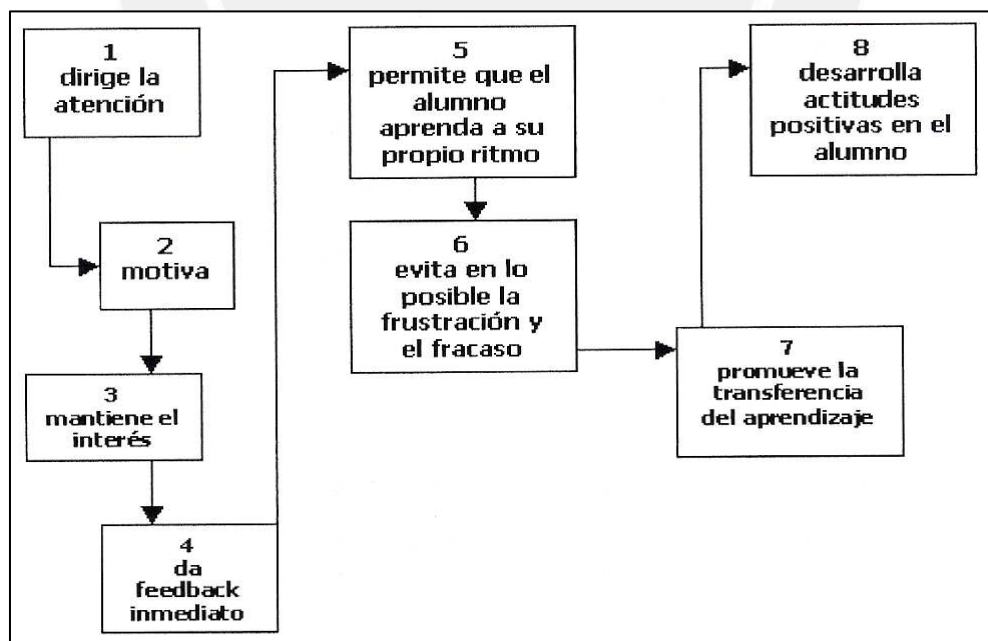 1
dirige la
atención
2
motiva
3
mantiene el
interés
4
da
feedback
inmediato
5
permite que el
alumno
aprenda a su
propio ritmo
6
evita en lo
posible la
frustración y
el fracaso
7
promueve la
transferencia
del aprendizaje
8
desarrolla
actitudes
positivas en el
alumno